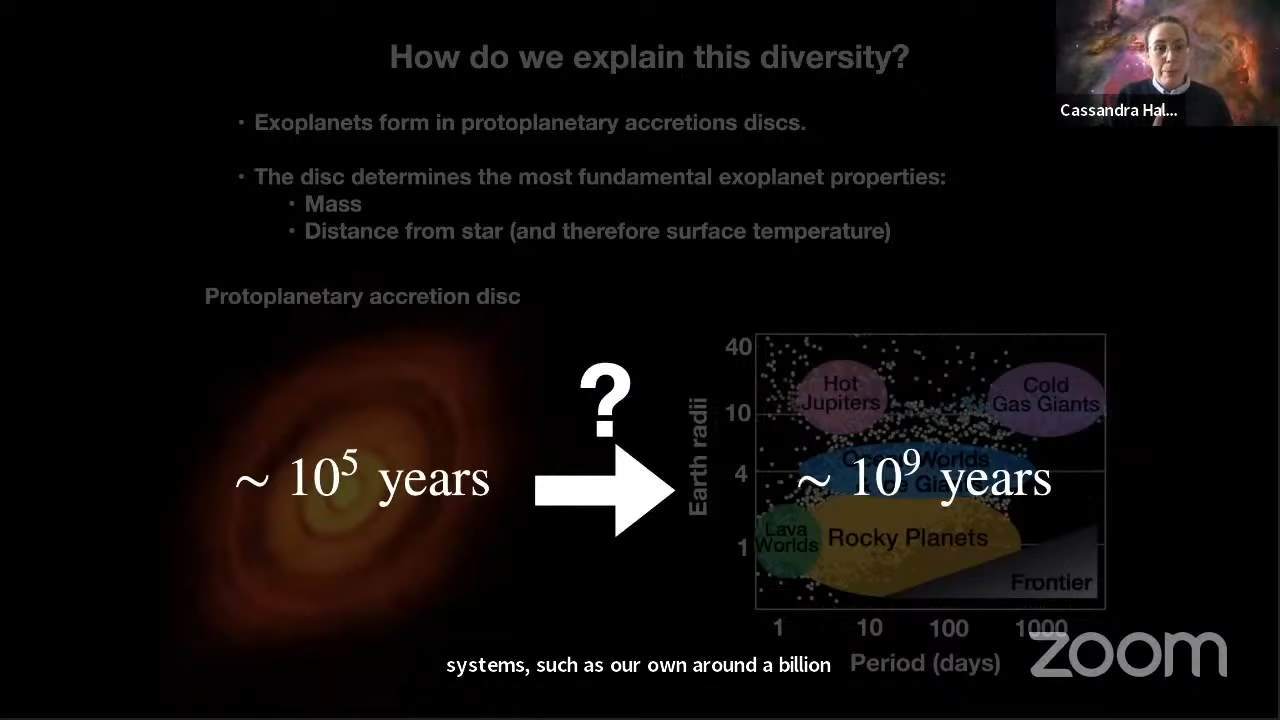 How do we explain this diversity?
Cassandra Hal...
• Exoplanets form in protoplanetary accretions discs.
• The disc determines the most fundamental exoplanet properties:
• Mass
• Distance from star (and therefore surface temperature)
Protoplanetary accretion disc
?
~ 10⁵ years
~ 10⁹ years
Earth radii
40
10
4
1
Hot
Jupiters
Cold
Gas Giants
Ocean Worlds
Lava
Worlds
Rocky Planets
Frontier
1 10 100 1000
Period (days)
systems, such as our own around a billion
zoom